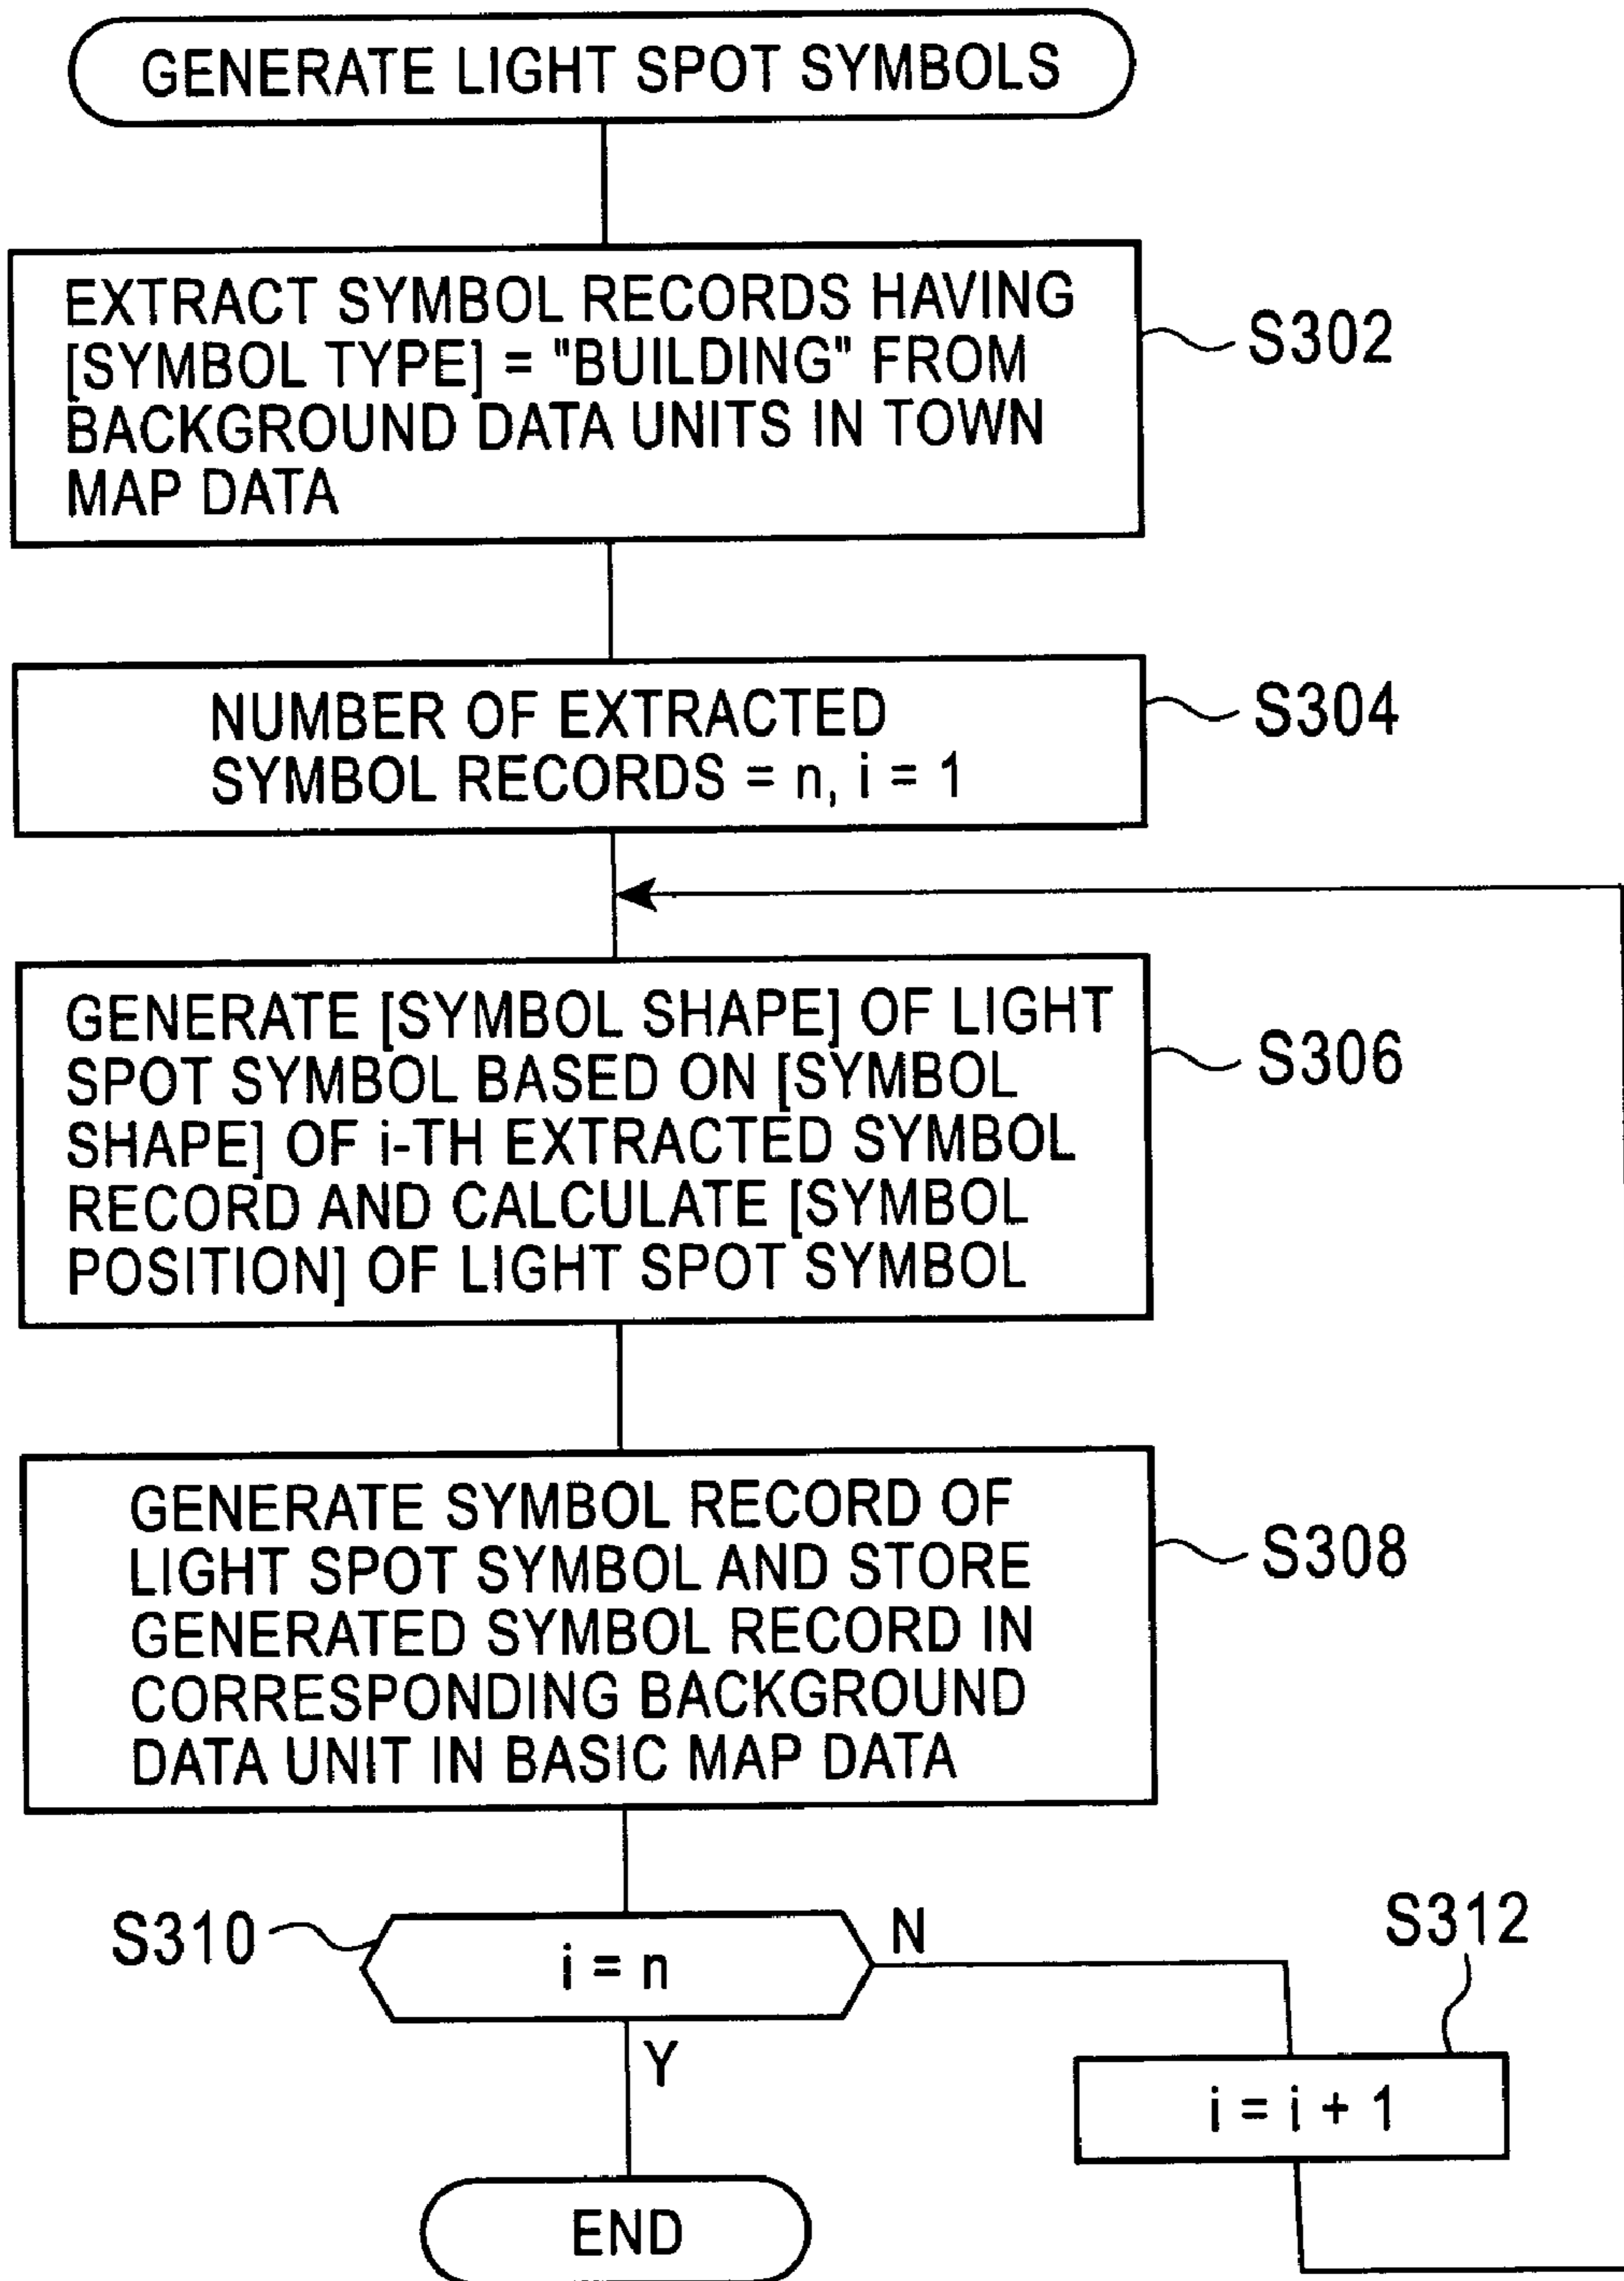 GENERATE LIGHT SPOT SYMBOLS
EXTRACT SYMBOL RECORDS HAVING
[SYMBOL TYPE] = "BUILDING" FROM
BACKGROUND DATA UNITS IN TOWN
MAP DATA
S302
NUMBER OF EXTRACTED
SYMBOL RECORDS = n, i = 1
S304
GENERATE [SYMBOL SHAPE] OF LIGHT
SPOT SYMBOL BASED ON [SYMBOL
SHAPE] OF i-TH EXTRACTED SYMBOL
RECORD AND CALCULATE [SYMBOL
POSITION] OF LIGHT SPOT SYMBOL
S306
GENERATE SYMBOL RECORD OF
LIGHT SPOT SYMBOL AND STORE
GENERATED SYMBOL RECORD IN
CORRESPONDING BACKGROUND
DATA UNIT IN BASIC MAP DATA
S308
S310
i = n
N
S312
Y
i = i + 1
END